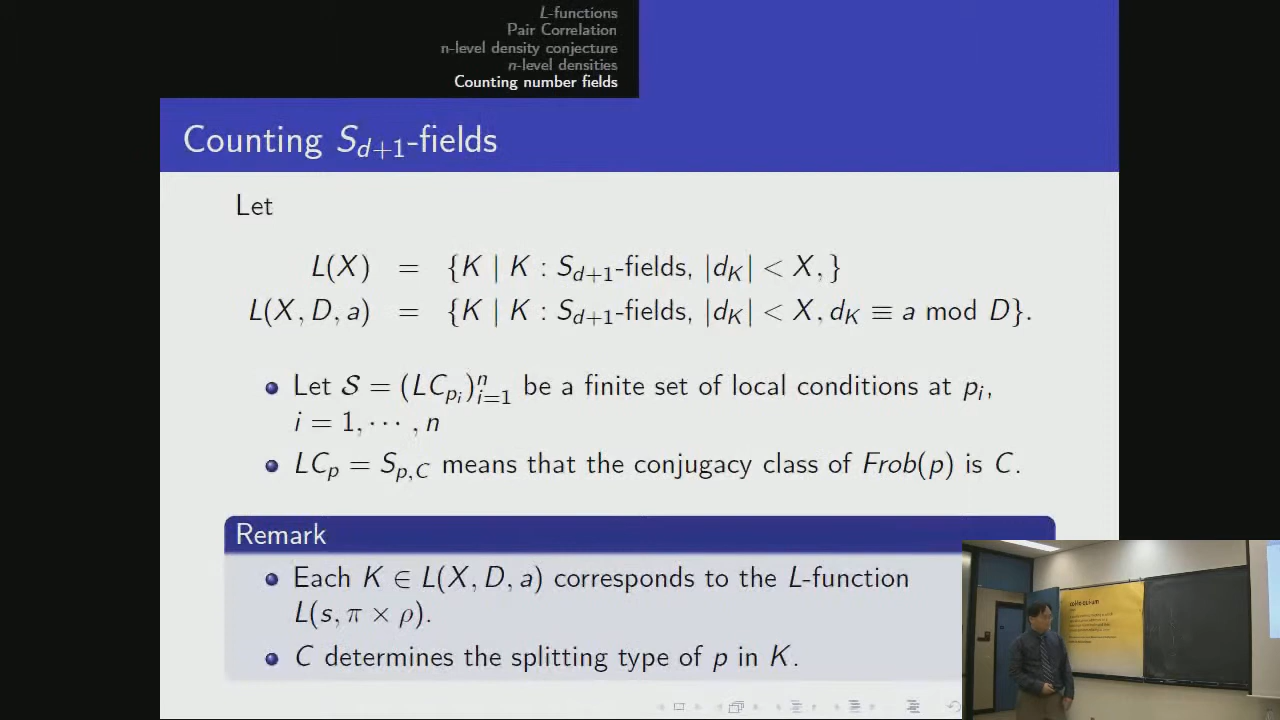 L-functions
Pair Correlation
n-level density conjecture
n-level densities
Counting number fields
Counting S_{d+1}-fields
Let
L(X) = {K | K : S_{d+1}-fields, |d_K| < X, }
L(X, D, a) = {K | K : S_{d+1}-fields, |d_K| < X, d_K ≡ a mod D}.
• Let 𝒮 = (LC_{p_i})_{i=1}^n be a finite set of local conditions at p_i,
i = 1, ⋯ , n
• LC_p = S_{p,C} means that the conjugacy class of Frob(p) is C.
Remark
• Each K ∈ L(X, D, a) corresponds to the L-function
L(s, π × ρ).
• C determines the splitting type of p in K.